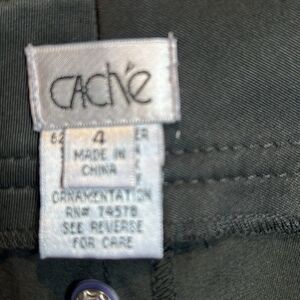 caché
4
MADE IN
CHINA
ORNAMENTATION
RN# 74578
SEE REVERSE
FOR CARE